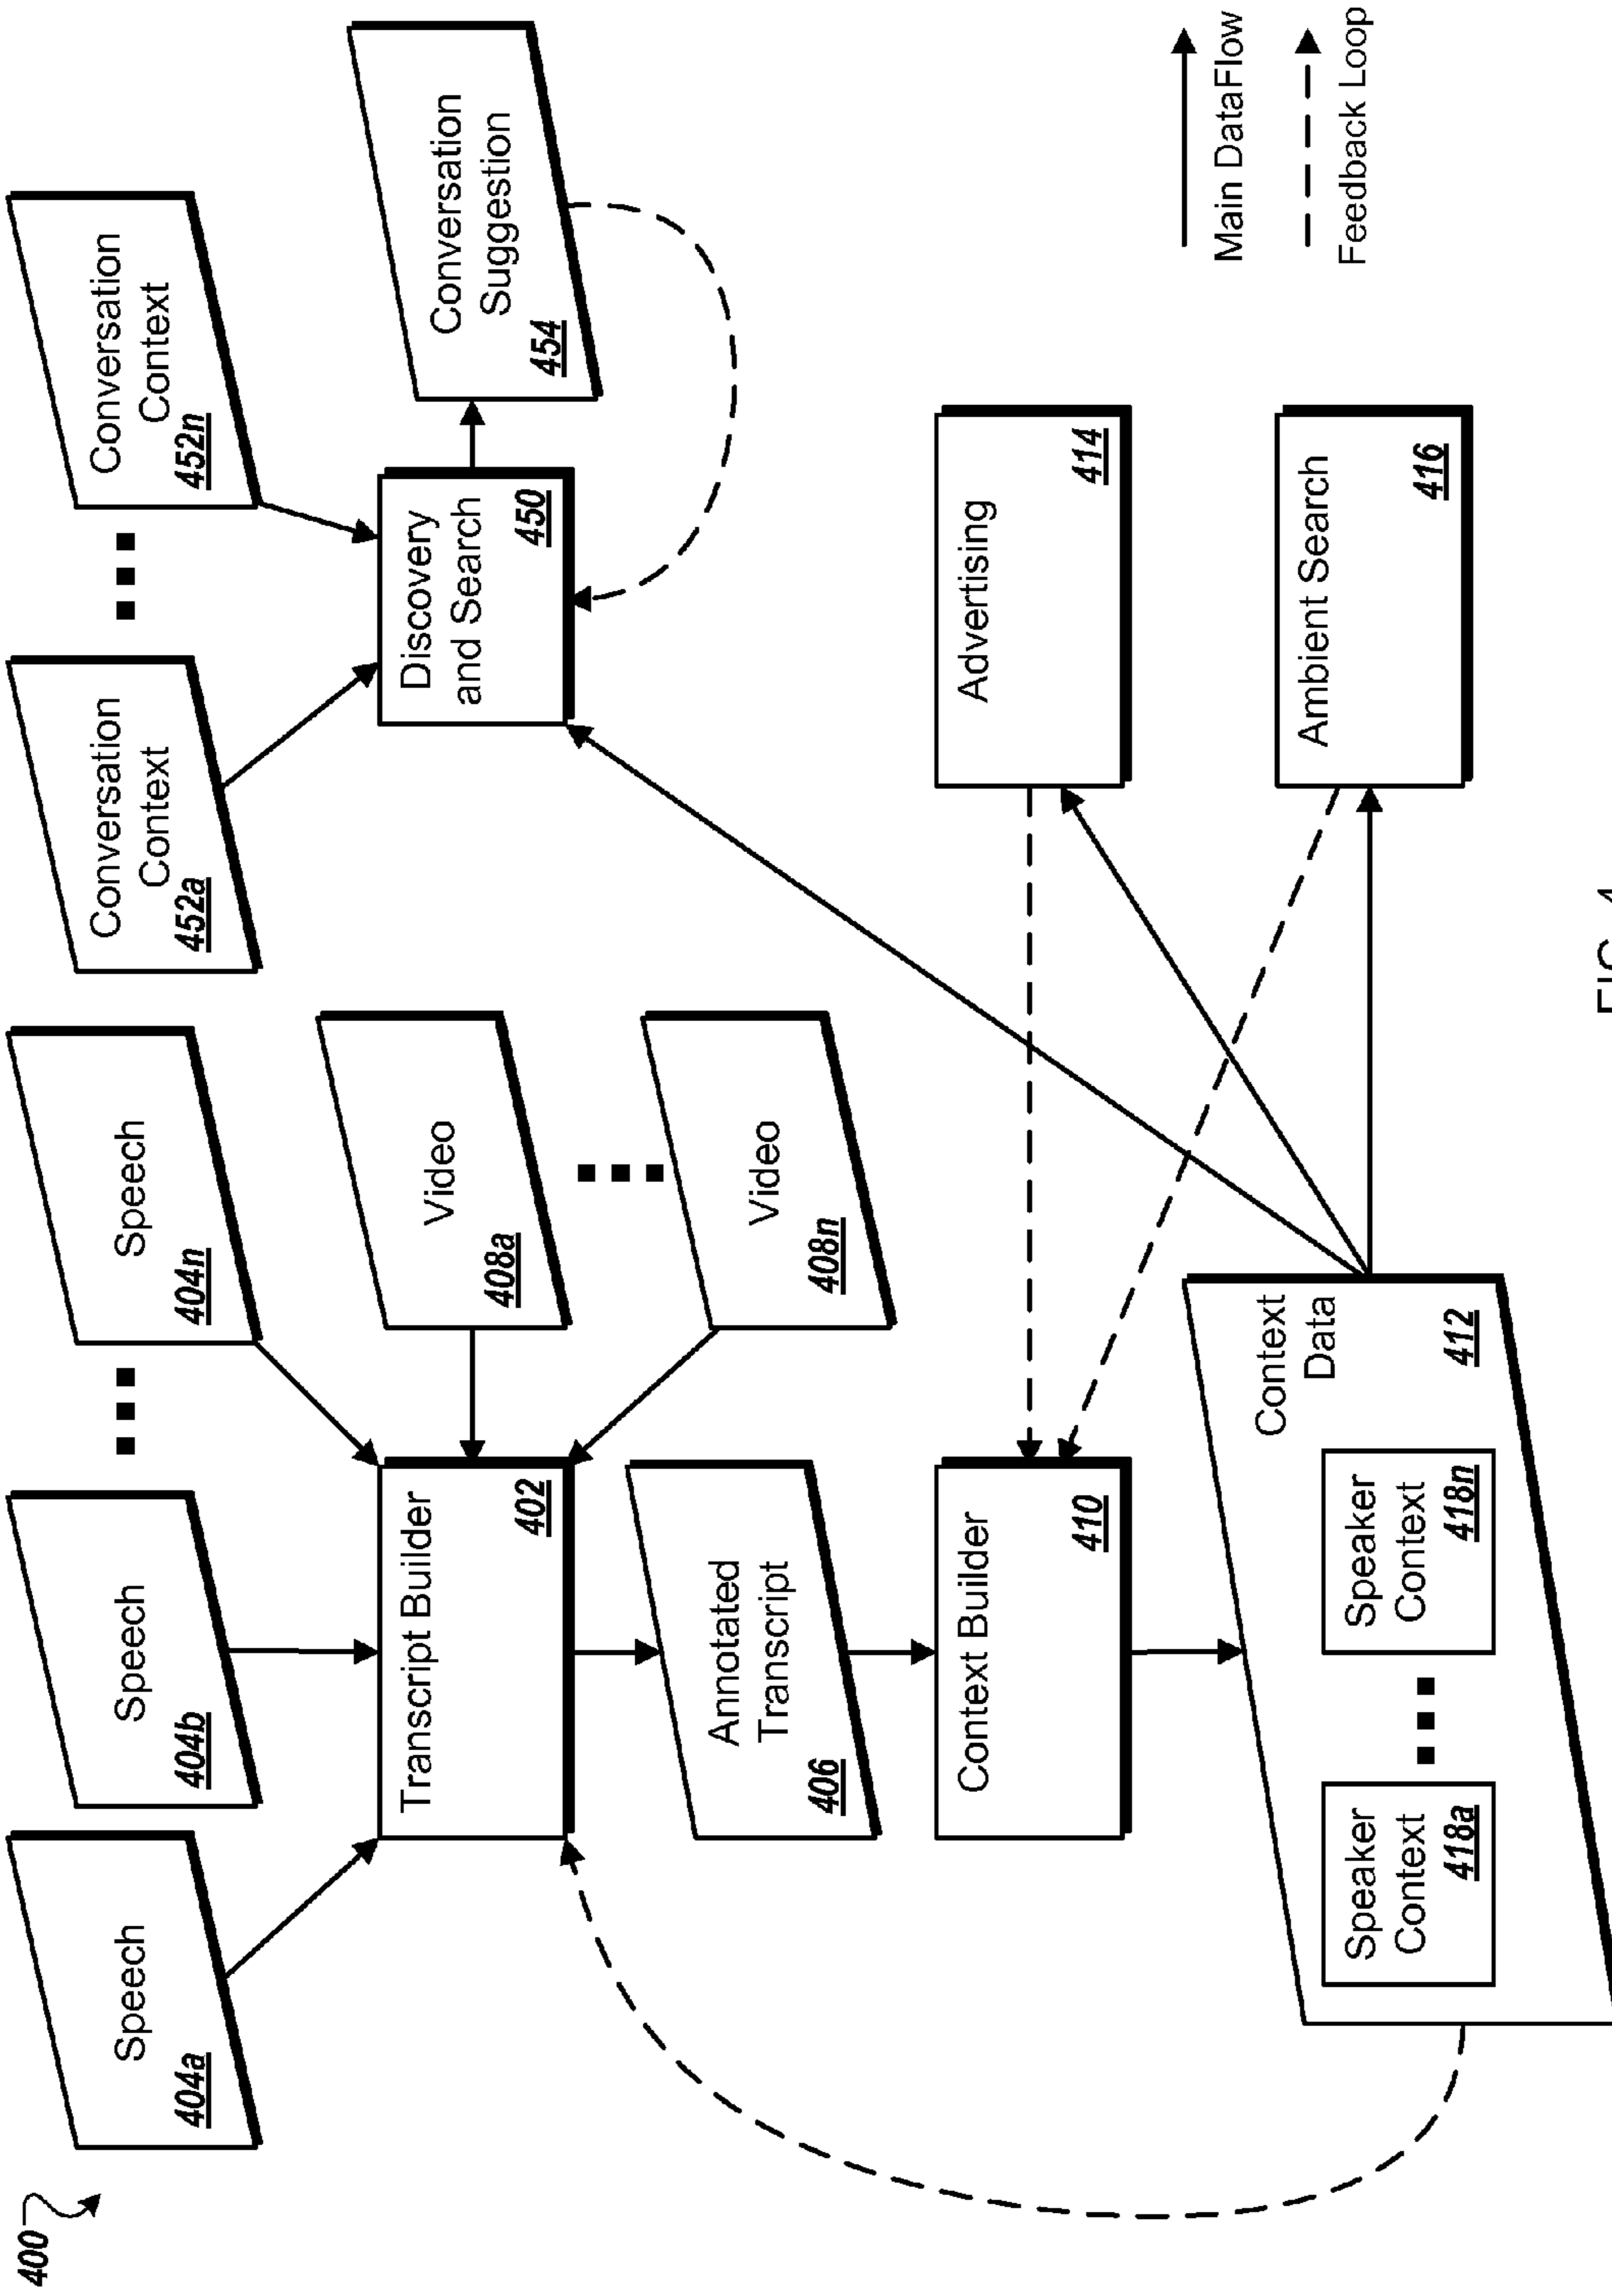 400
Speech
404a
Speech
404b
Speech
404n
Conversation
Context
452a
Conversation
Context
452n
Transcript Builder
402
Video
408a
Video
408n
Discovery
and Search
450
Conversation
Suggestion
454
Annotated
Transcript
406
Context Builder
410
Advertising
414
Context
Data
412
Speaker
Context
418a
Speaker
Context
418n
Ambient Search
416
Main DataFlow
Feedback Loop